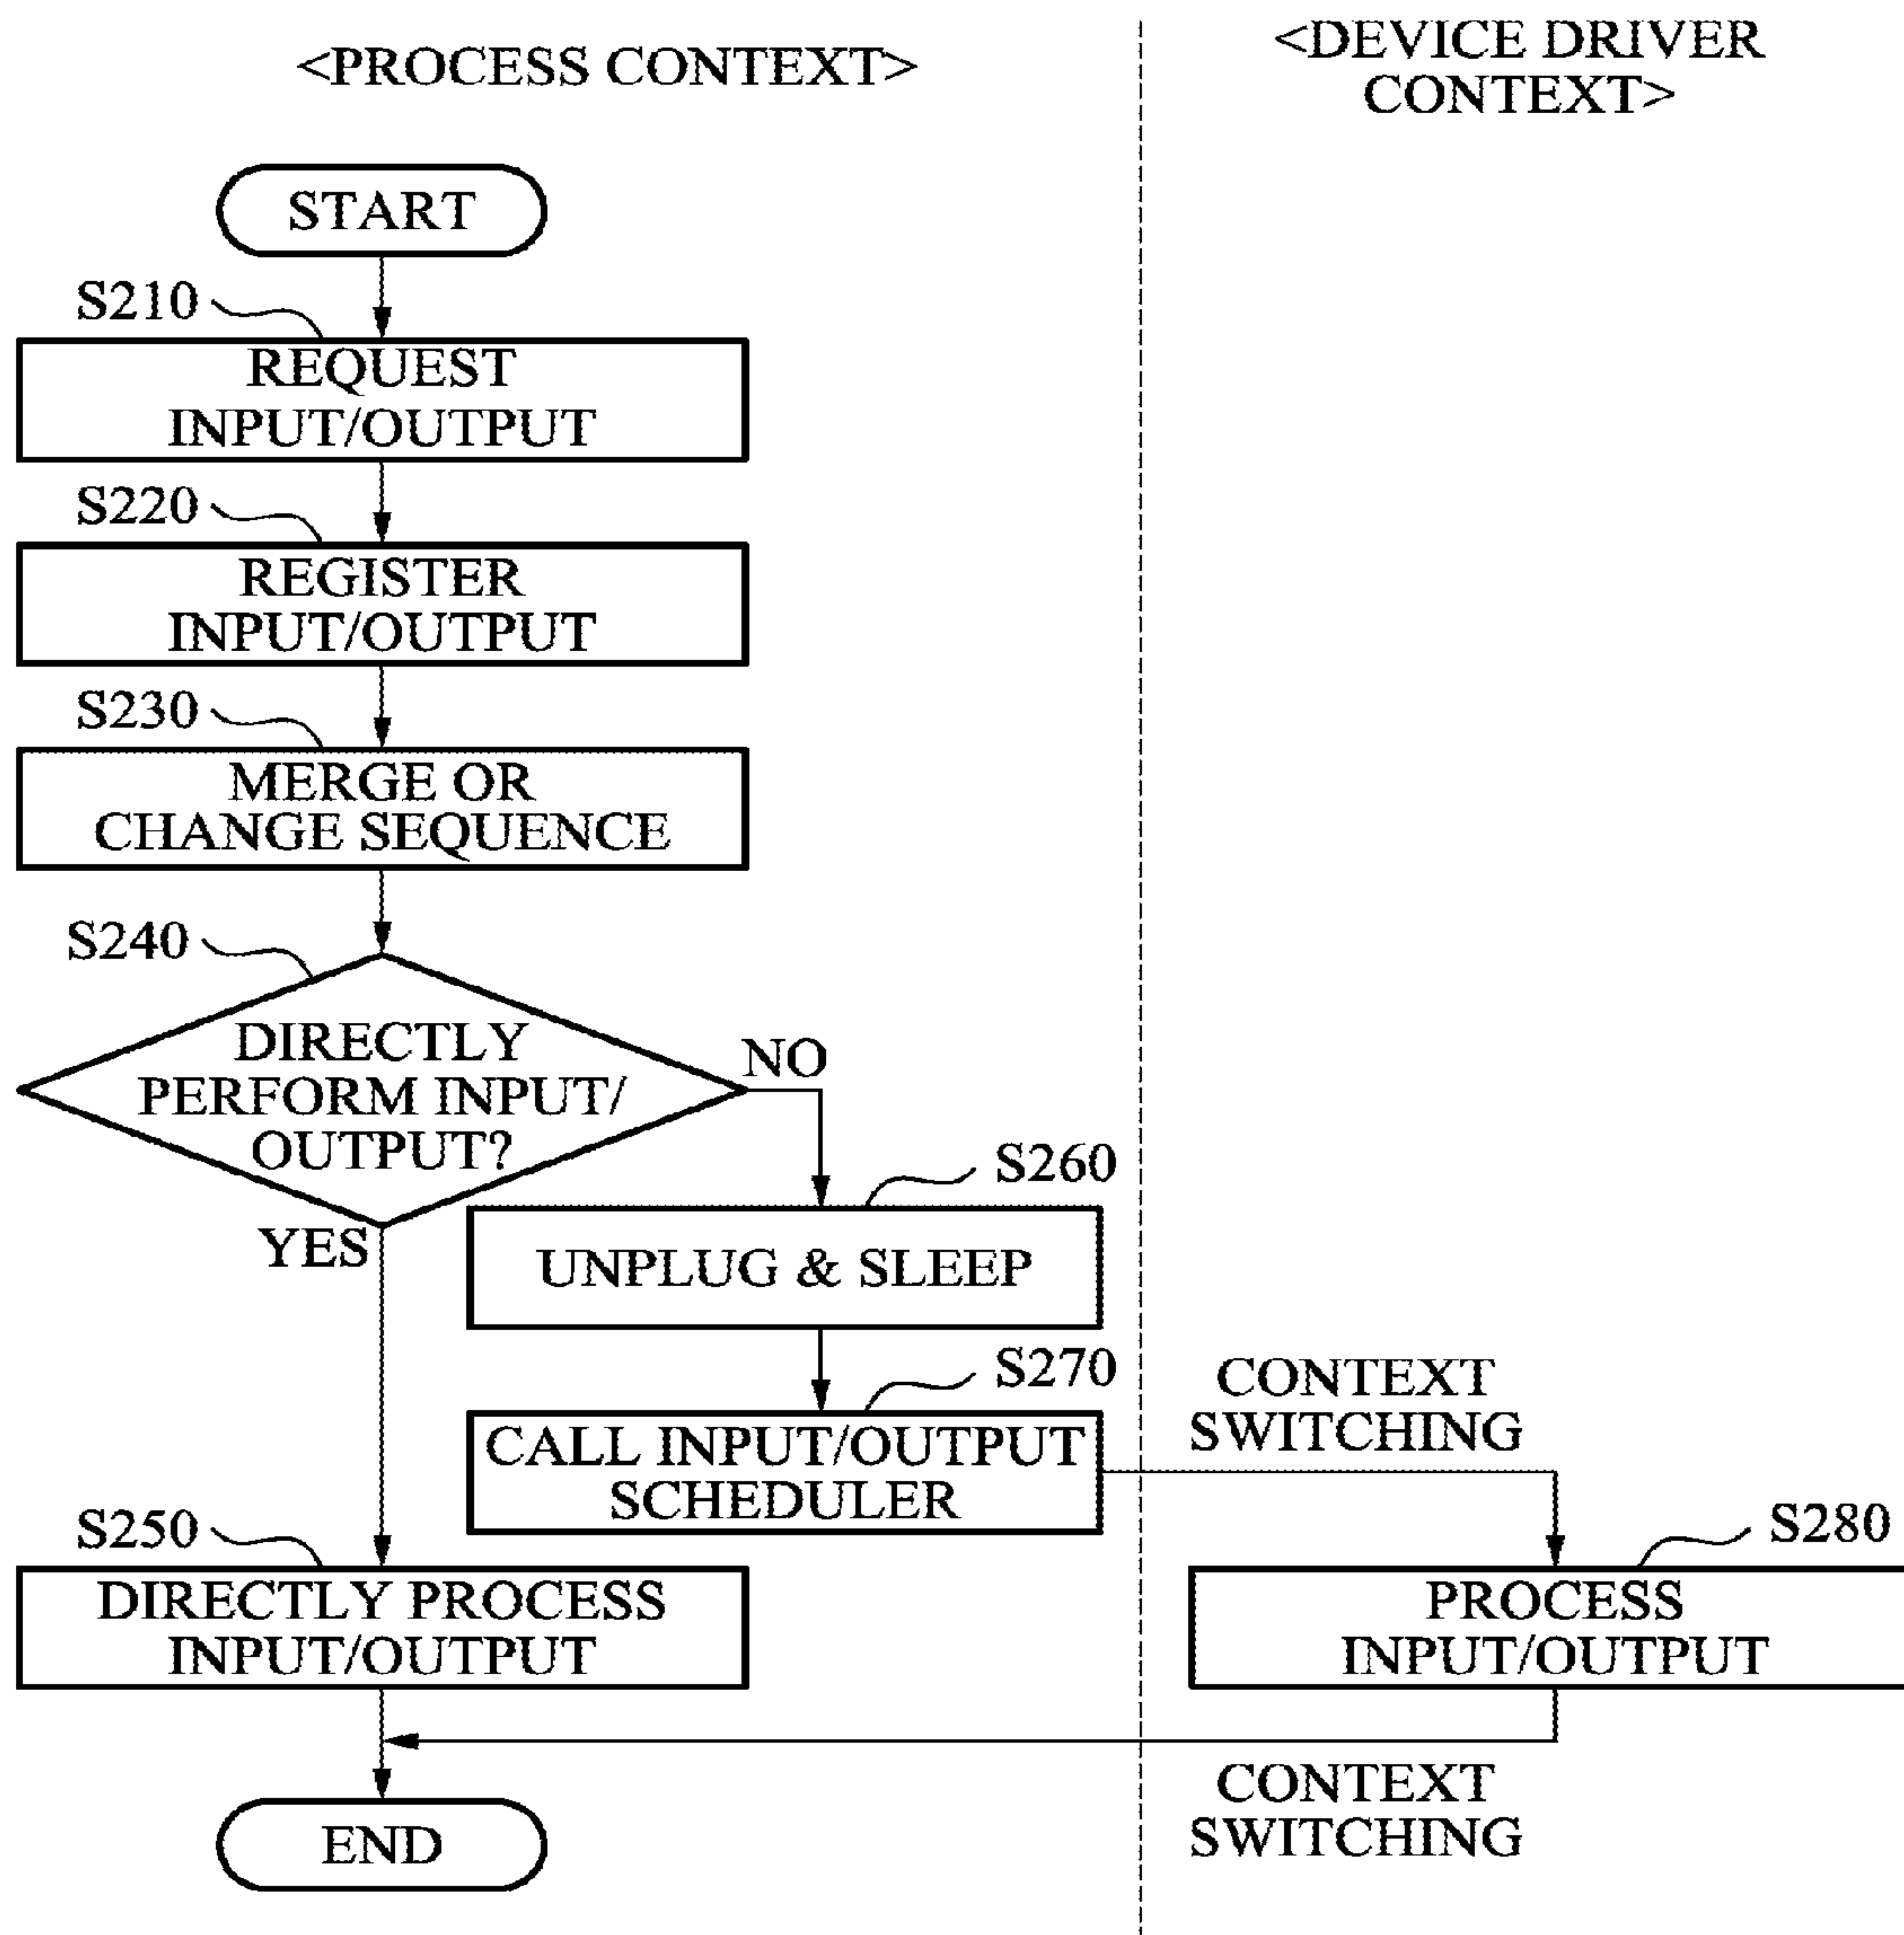 <PROCESS CONTEXT>
<DEVICE DRIVER
CONTEXT>
START
S210
REQUEST
INPUT/OUTPUT
S220
REGISTER
INPUT/OUTPUT
S230
MERGE OR
CHANGE SEQUENCE
S240
DIRECTLY
PERFORM INPUT/
OUTPUT?
NO
YES
S260
UNPLUG & SLEEP
S270
CALL INPUT/OUTPUT
SCHEDULER
CONTEXT
SWITCHING
S250
DIRECTLY PROCESS
INPUT/OUTPUT
S280
PROCESS
INPUT/OUTPUT
CONTEXT
SWITCHING
END